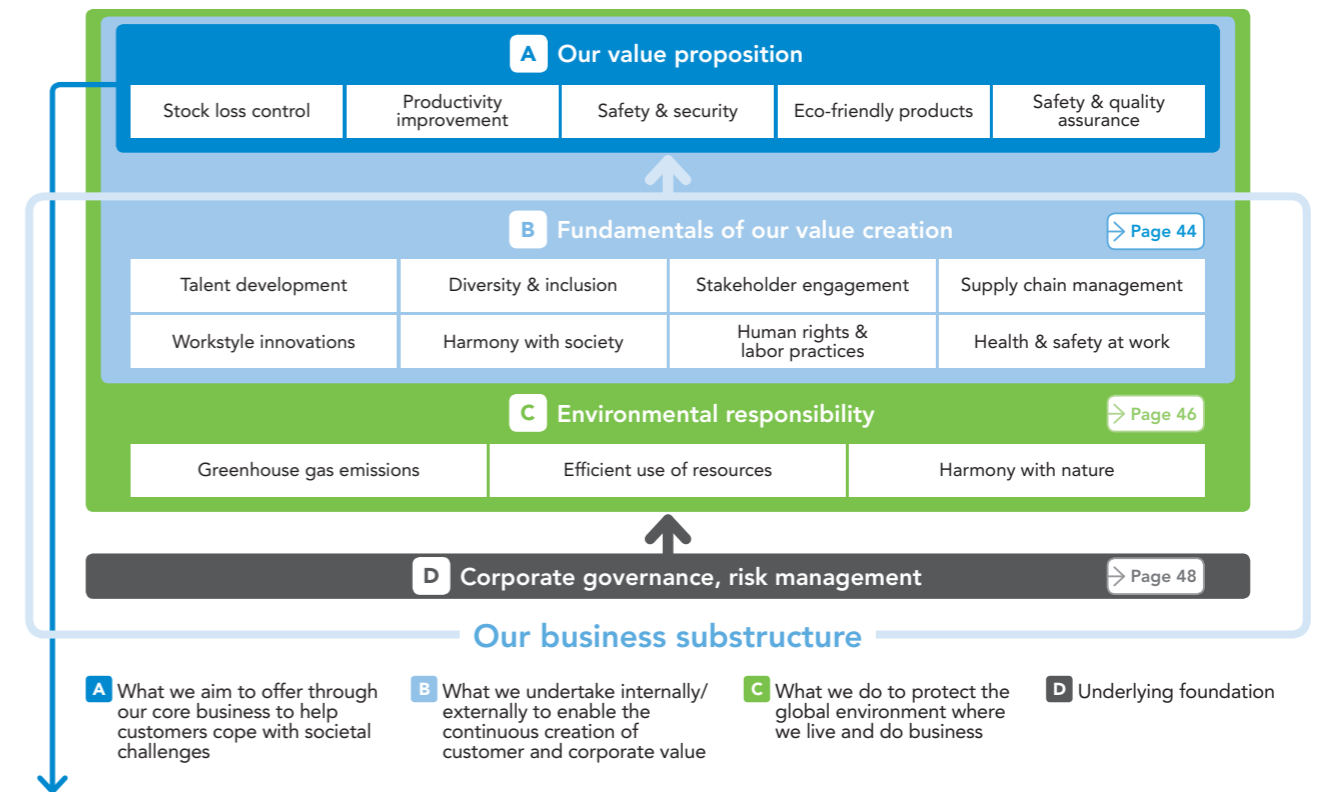 A Our value proposition
Stock loss control
Productivity
improvement
Safety & security
Eco-friendly products
Safety & quality
assurance
B Fundamentals of our value creation
Page 44
Talent development
Diversity & inclusion
Stakeholder engagement
Supply chain management
Workstyle innovations
Harmony with society
Human rights &
labor practices
Health & safety at work
C Environmental responsibility
Page 46
Greenhouse gas emissions
Efficient use of resources
Harmony with nature
D Corporate governance, risk management
Page 48
Our business substructure
A What we aim to offer through
our core business to help
customers cope with societal
challenges
B What we undertake internally/
externally to enable the
continuous creation of
customer and corporate value
C What we do to protect the
global environment where
we live and do business
D Underlying foundation